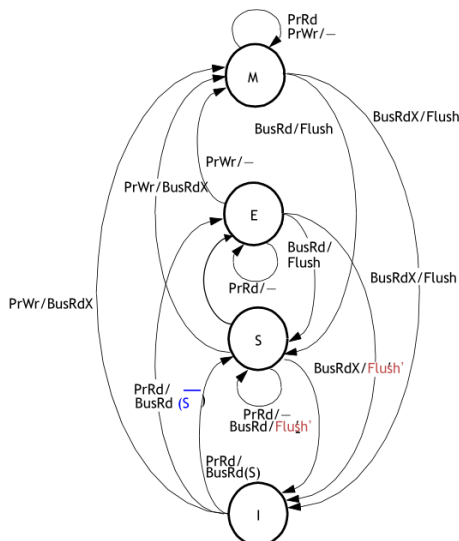 PrRd
PrWr/—
M
BusRdX/Flush
BusRd/Flush
PrWr/—
PrWr/BusRdX
E
BusRd/
Flush
BusRdX/Flush
PrRd/—
PrWr/BusRdX
S
BusRdX/Flush'
PrRd/
BusRd (S̅)
PrRd/—
BusRd/Flush'
PrRd/
BusRd(S)
I